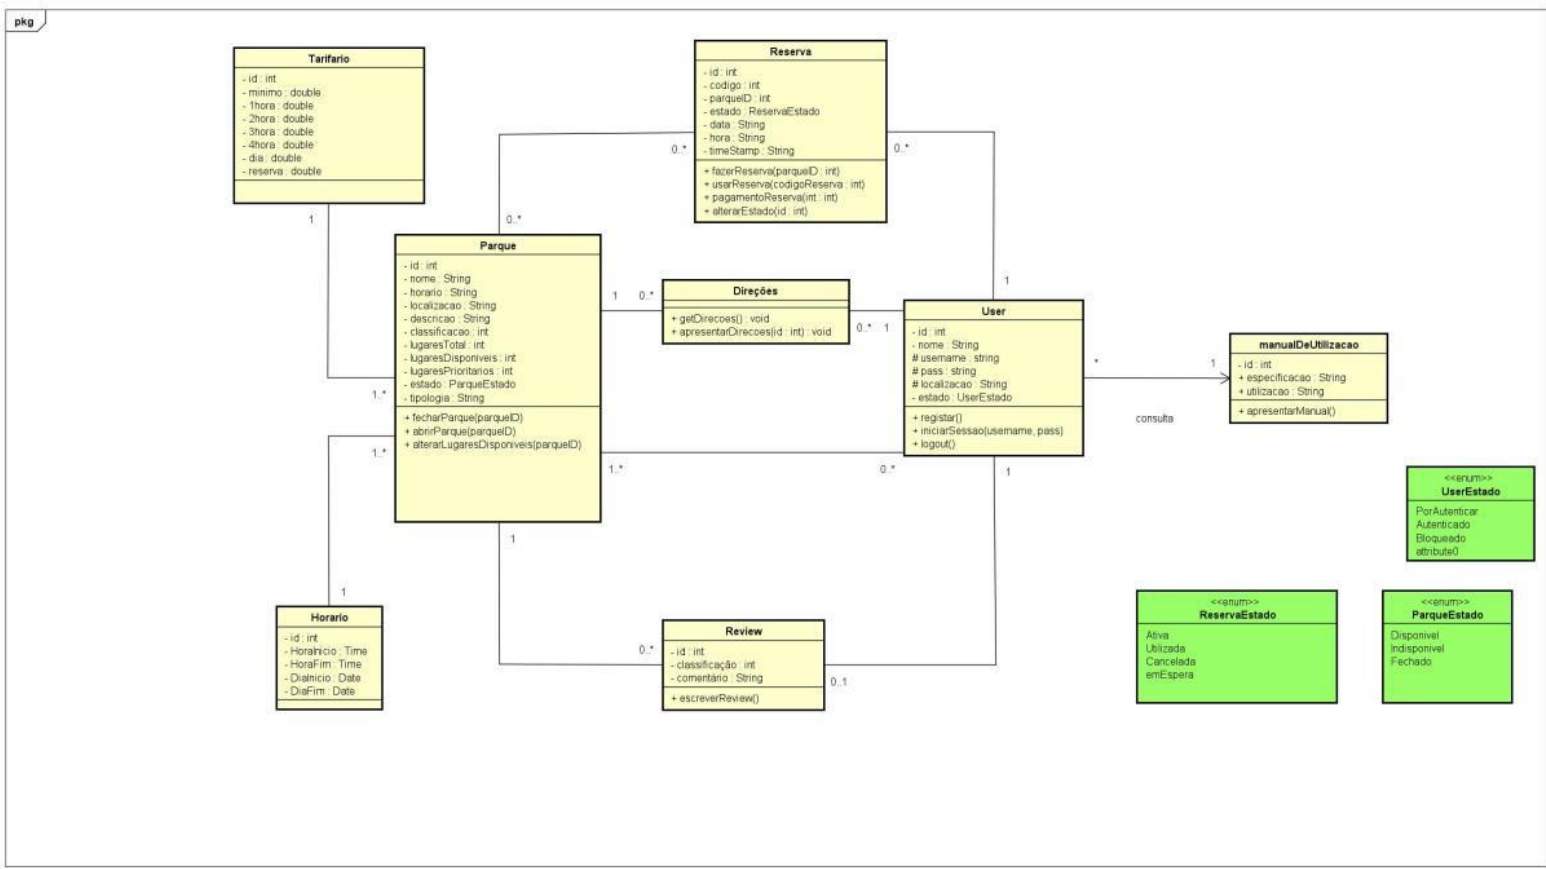 pkg
Tarifario
- id : int
- minimo : double
- 1hora : double
- 2hora : double
- 3hora : double
- 4hora : double
- dia : double
- reserva : double
1
1..*
Reserva
- id : int
- codigo : int
- parqueID : int
- estado : ReservaEstado
- data : String
- hora : String
- timeStamp : String
+ fazerReserva(parqueID : int)
+ usarReserva(codigoReserva : int)
+ pagamentoReserva(int : int)
+ alterarEstado(id : int)
0..*
0..*
0..*
1
Parque
- id : int
- nome : String
- horario : String
- localizacao : String
- descricao : String
- classificacao : int
- lugaresTotal : int
- lugaresDisponiveis : int
- lugaresPrioritarios : int
- estado : ParqueEstado
- tipologia : String
+ fecharParque(parqueID)
+ abrirParque(parqueID)
+ alterarLugaresDisponiveis(parqueID)
1
0..*
Direções
+ getDirecoes() : void
+ apresentarDirecoes(id : int) : void
0..*
1
User
- id : int
- nome : String
# username : string
# pass : string
# localizacao : String
- estado : UserEstado
+ registar()
+ iniciarSessao(username, pass)
+ logout()
*
1
consulta
manualDeUtilizacao
- id : int
+ especificacao : String
+ utilizacao : String
+ apresentarManual()
1..*
1..*
0..*
1
1
1
Horario
- id : int
- HoraInicio : Time
- HoraFim : Time
- DiaInicio : Date
- DiaFim : Date
0..*
Review
- id : int
- classificação : int
- comentário : String
+ escreverReview()
0..1
<<enum>>
UserEstado
PorAutenticar
Autenticado
Bloqueado
attribute0
<<enum>>
ReservaEstado
Ativa
Utilizada
Cancelada
emEspera
<<enum>>
ParqueEstado
Disponivel
Indisponivel
Fechado